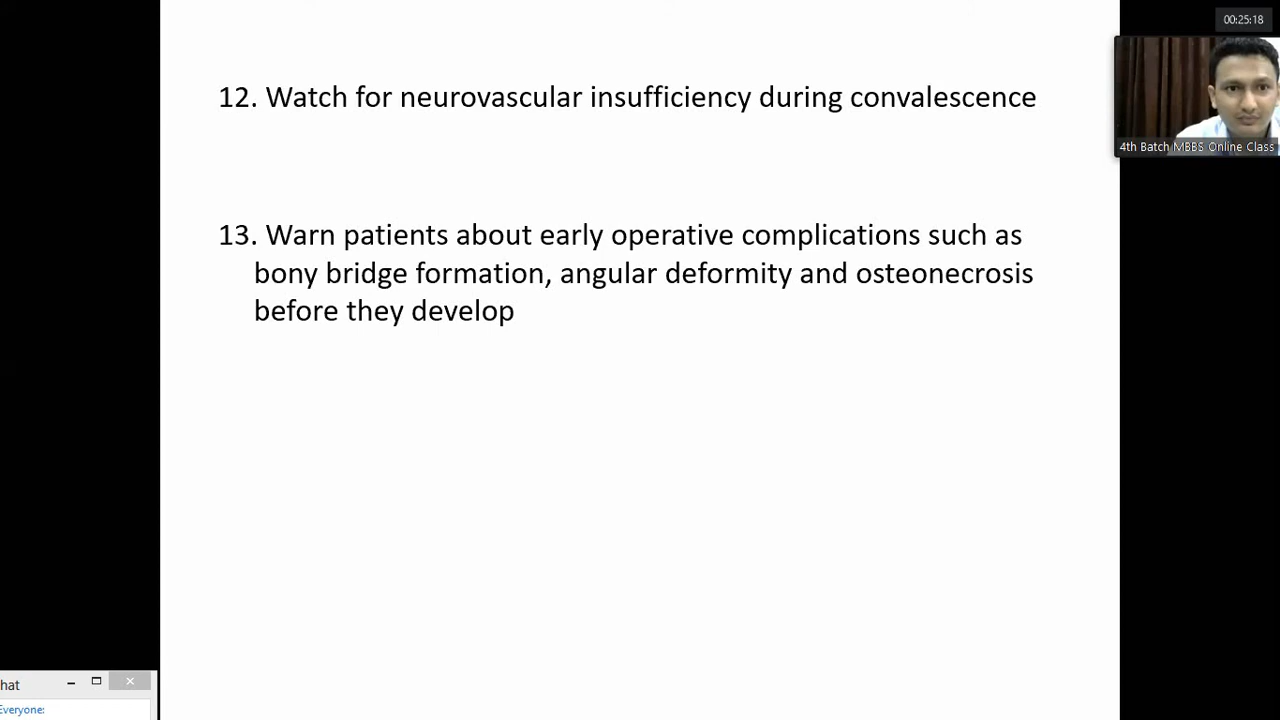 00:25:18
12. Watch for neurovascular insufficiency during convalescence
4th Batch MBBS Online Class
13. Warn patients about early operative complications such as
bony bridge formation, angular deformity and osteonecrosis
before they develop
hat
Everyone: